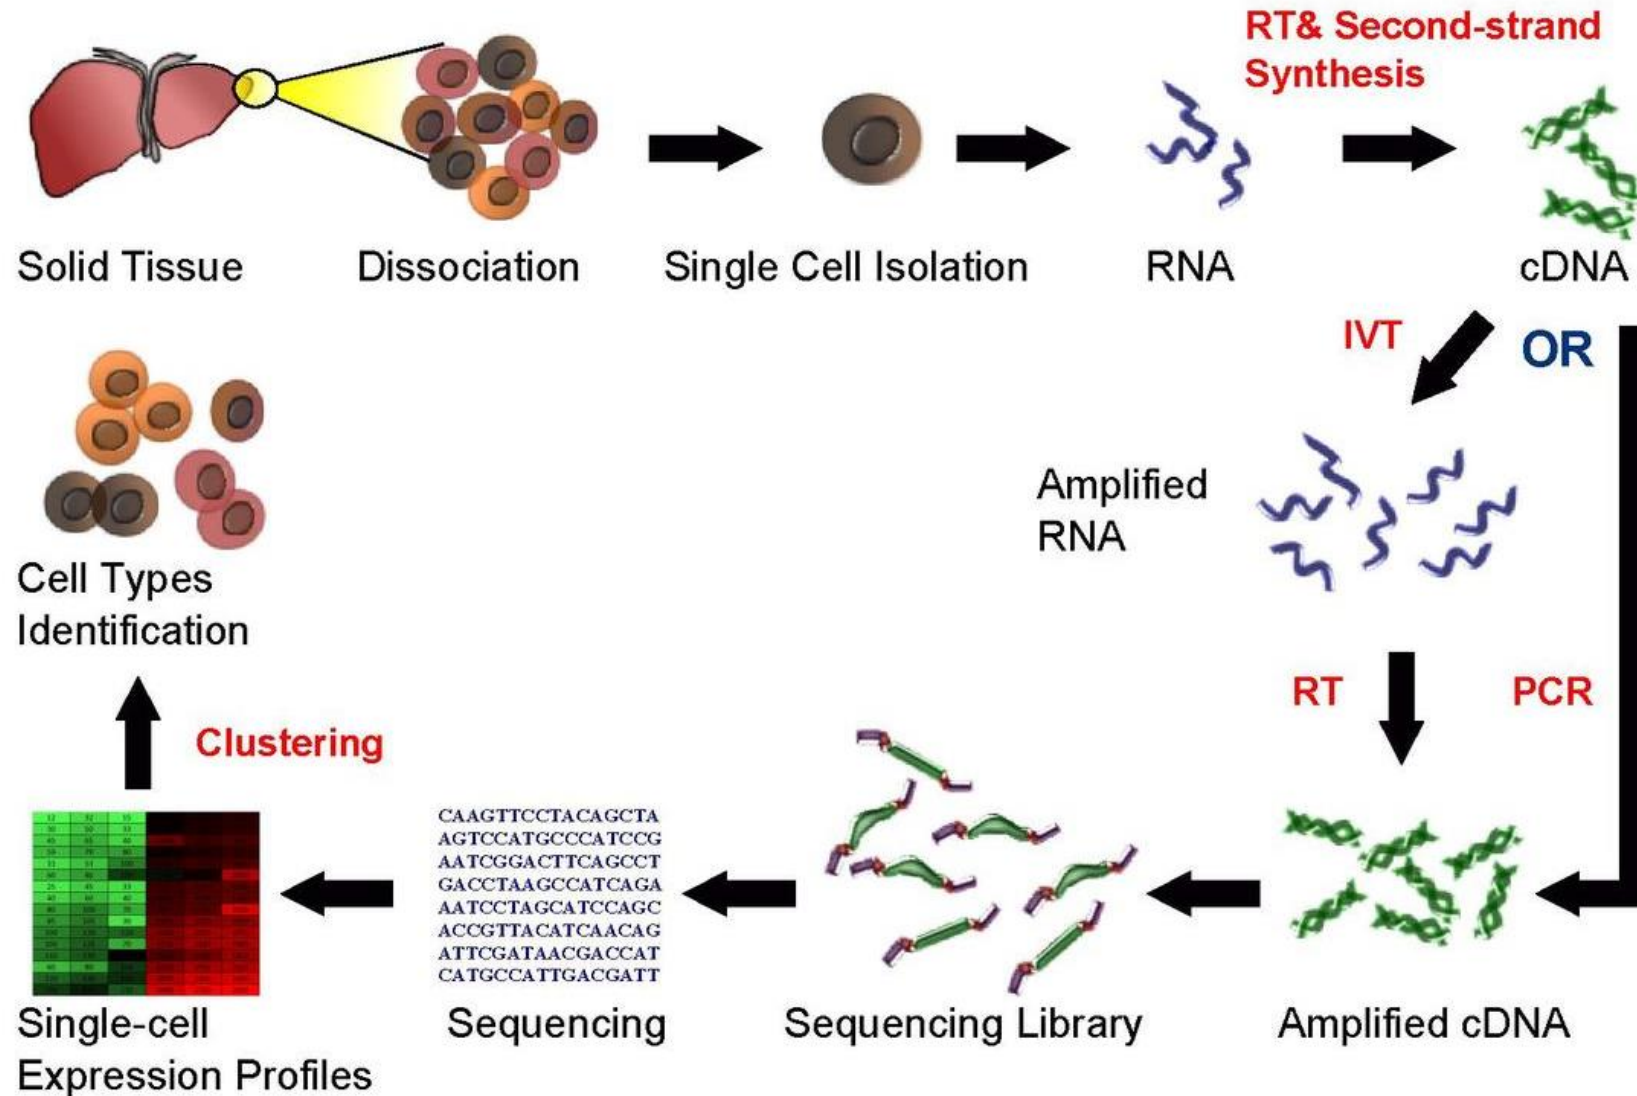 RT& Second-strand
Synthesis
Solid Tissue
Dissociation
Single Cell Isolation
RNA
cDNA
IVT
OR
Amplified
RNA
RT
PCR
Cell Types
Identification
Clustering
CAAGTTCCTACAGCTA
AGTCCATGCCCATCCG
AATCGGACTTCAGCCT
GACCTAAGCCATCAGA
AATCCTAGCATCCAGC
ACCGTTACATCAACAG
ATTCGATAACGACCAT
CATGCCATTGACGATT
Single-cell
Expression Profiles
Sequencing
Sequencing Library
Amplified cDNA